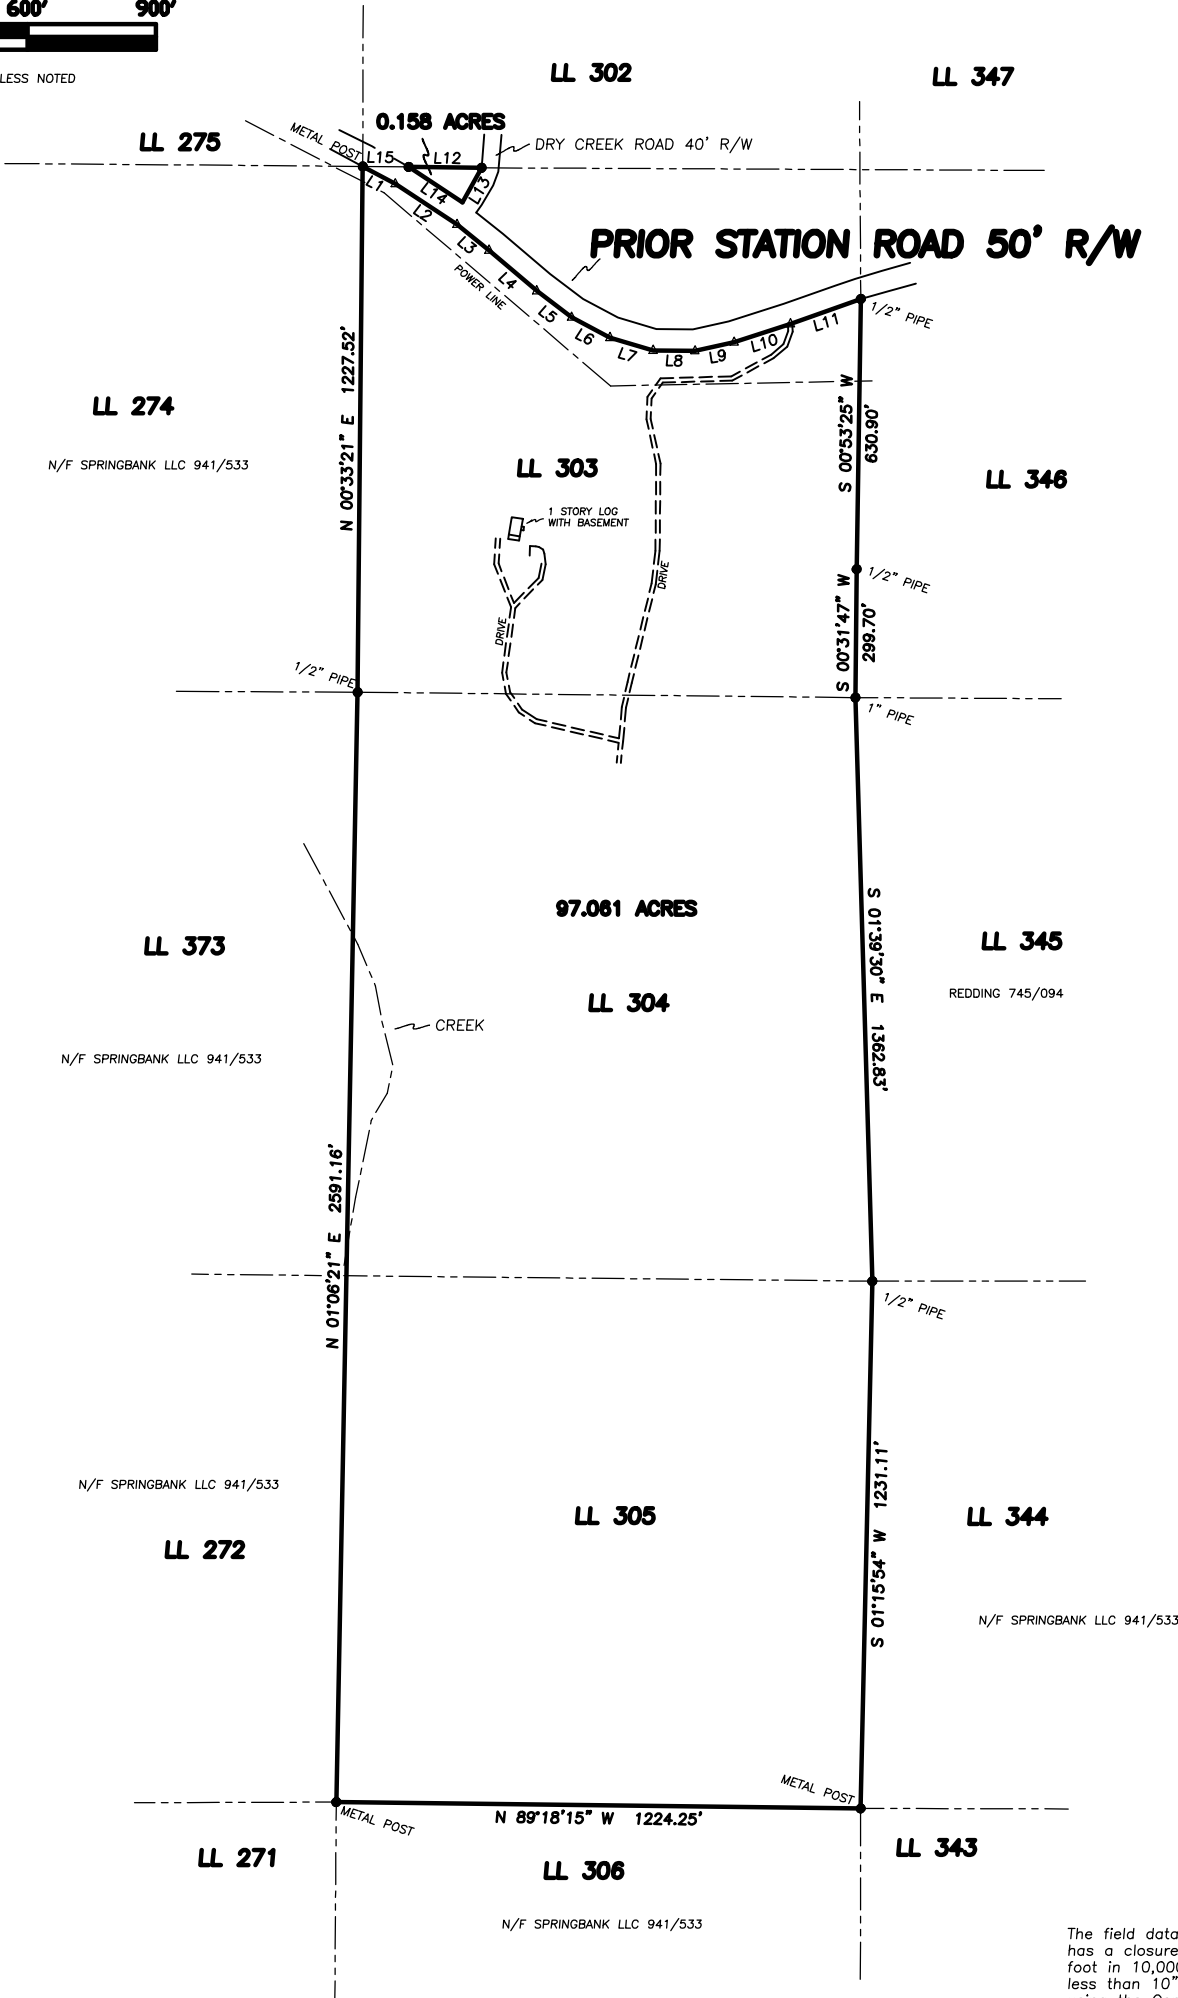 600' 900'
LESS NOTED
LL 302
LL 347
0.158 ACRES
LL 275
METAL POST
DRY CREEK ROAD 40' R/W
L15
L12
L1
L14
L13
L2
PRIOR STATION ROAD 50' R/W
L3
L4
POWER LINE
L5
L6
L7
L8
L9
L10
L11
1/2" PIPE
N 00°33'21" E 1227.52'
S 00°53'25" W
630.90'
LL 274
N/F SPRINGBANK LLC 941/533
LL 303
LL 346
1 STORY LOG
WITH BASEMENT
DRIVE
DRIVE
1/2" PIPE
S 00°31'47" W
299.70'
1/2" PIPE
1" PIPE
97.061 ACRES
S 01°39'30" E 1362.83'
LL 373
LL 345
REDDING 745/094
LL 304
CREEK
N/F SPRINGBANK LLC 941/533
N 01°06'21" E 2591.16'
1/2" PIPE
N/F SPRINGBANK LLC 941/533
LL 305
LL 344
S 01°15'54" W 1231.11'
LL 272
N/F SPRINGBANK LLC 941/533
METAL POST
METAL POST
N 89°18'15" W 1224.25'
LL 271
LL 306
LL 343
N/F SPRINGBANK LLC 941/533
The field data
has a closure
foot in 10,000
less than 10"